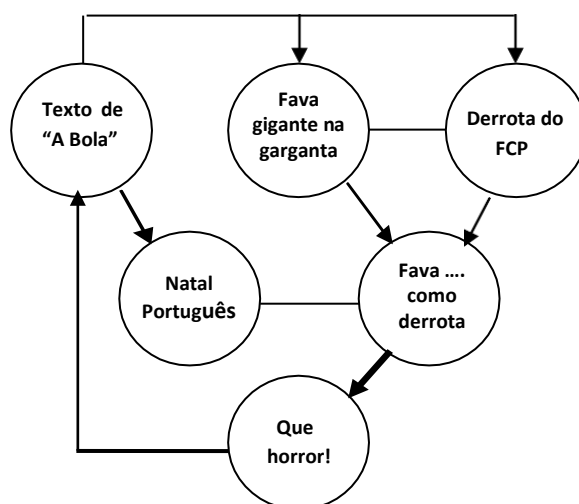 Texto de
“A Bola”
Fava
gigante na
garganta
Derrota do
FCP
Natal
Português
Fava ....
como
derrota
Que
horror!